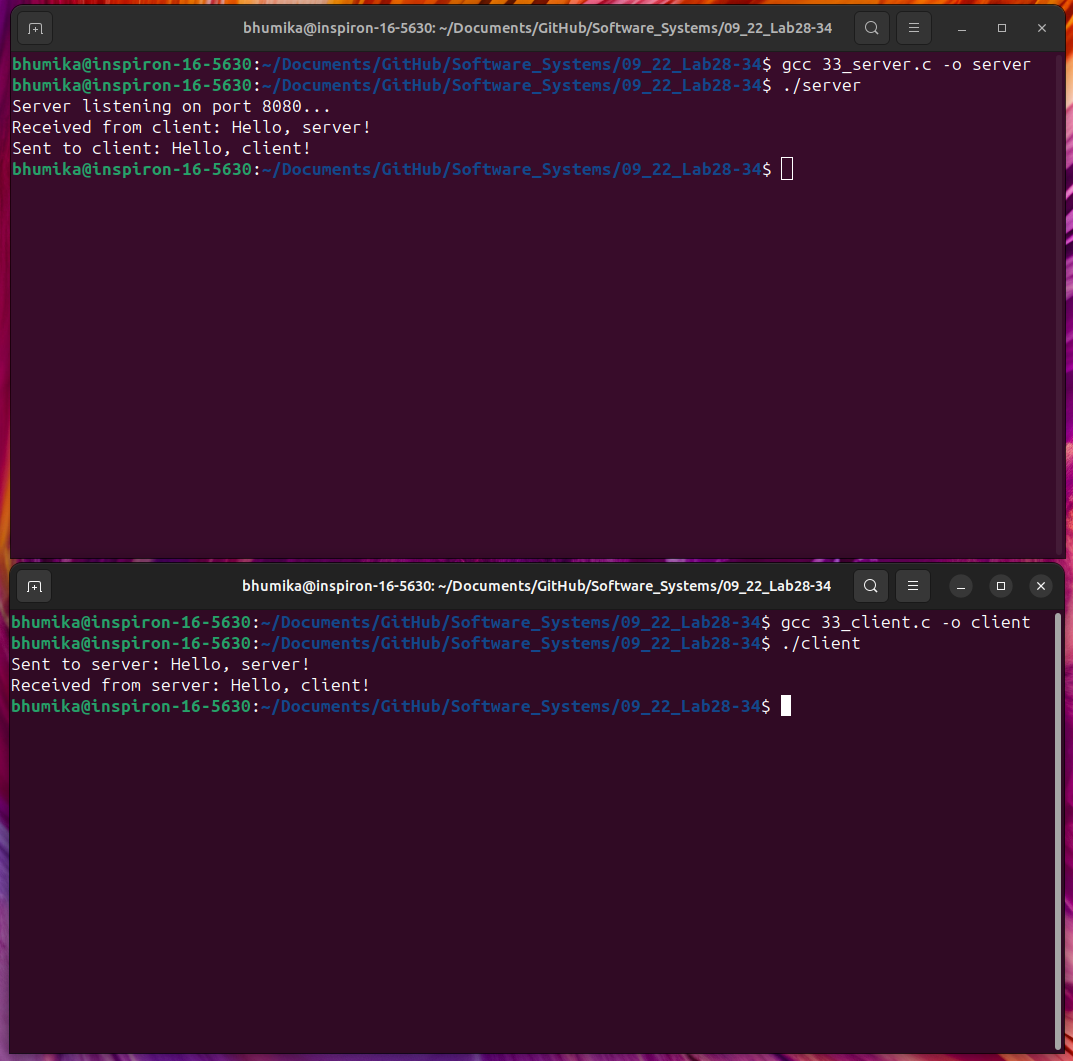 bhumika@inspiron-16-5630: ~/Documents/GitHub/Software_Systems/09_22_Lab28-34
bhumika@inspiron-16-5630:~/Documents/GitHub/Software_Systems/09_22_Lab28-34$ gcc 33_server.c -o server
bhumika@inspiron-16-5630:~/Documents/GitHub/Software_Systems/09_22_Lab28-34$ ./server
Server listening on port 8080...
Received from client: Hello, server!
Sent to client: Hello, client!
bhumika@inspiron-16-5630:~/Documents/GitHub/Software_Systems/09_22_Lab28-34$
bhumika@inspiron-16-5630: ~/Documents/GitHub/Software_Systems/09_22_Lab28-34
bhumika@inspiron-16-5630:~/Documents/GitHub/Software_Systems/09_22_Lab28-34$ gcc 33_client.c -o client
bhumika@inspiron-16-5630:~/Documents/GitHub/Software_Systems/09_22_Lab28-34$ ./client
Sent to server: Hello, server!
Received from server: Hello, client!
bhumika@inspiron-16-5630:~/Documents/GitHub/Software_Systems/09_22_Lab28-34$